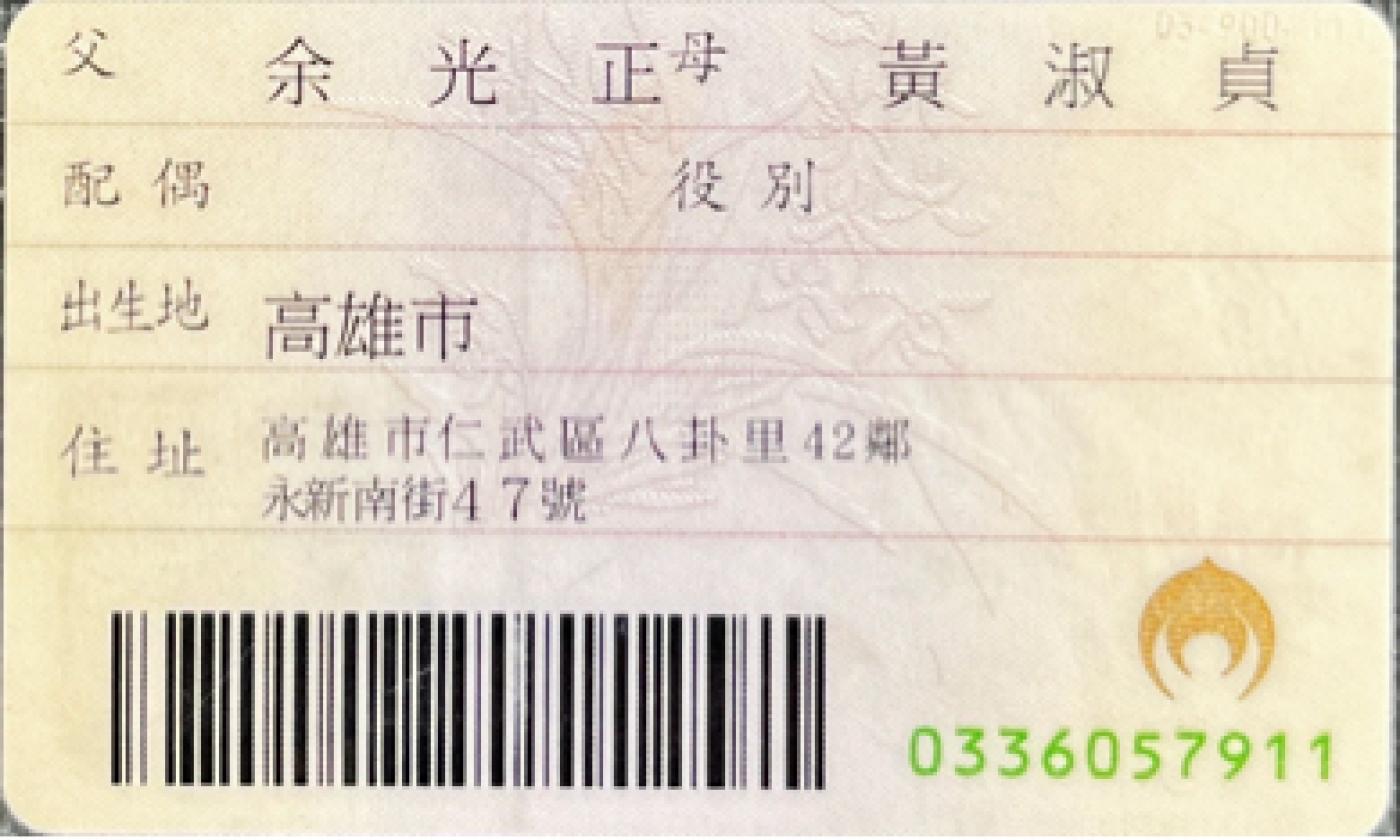 父 余光正 母 黃淑貞
配偶 役別
出生地 高雄市
住址 高雄市仁武區八卦里42鄰
永新南街47號
0336057911